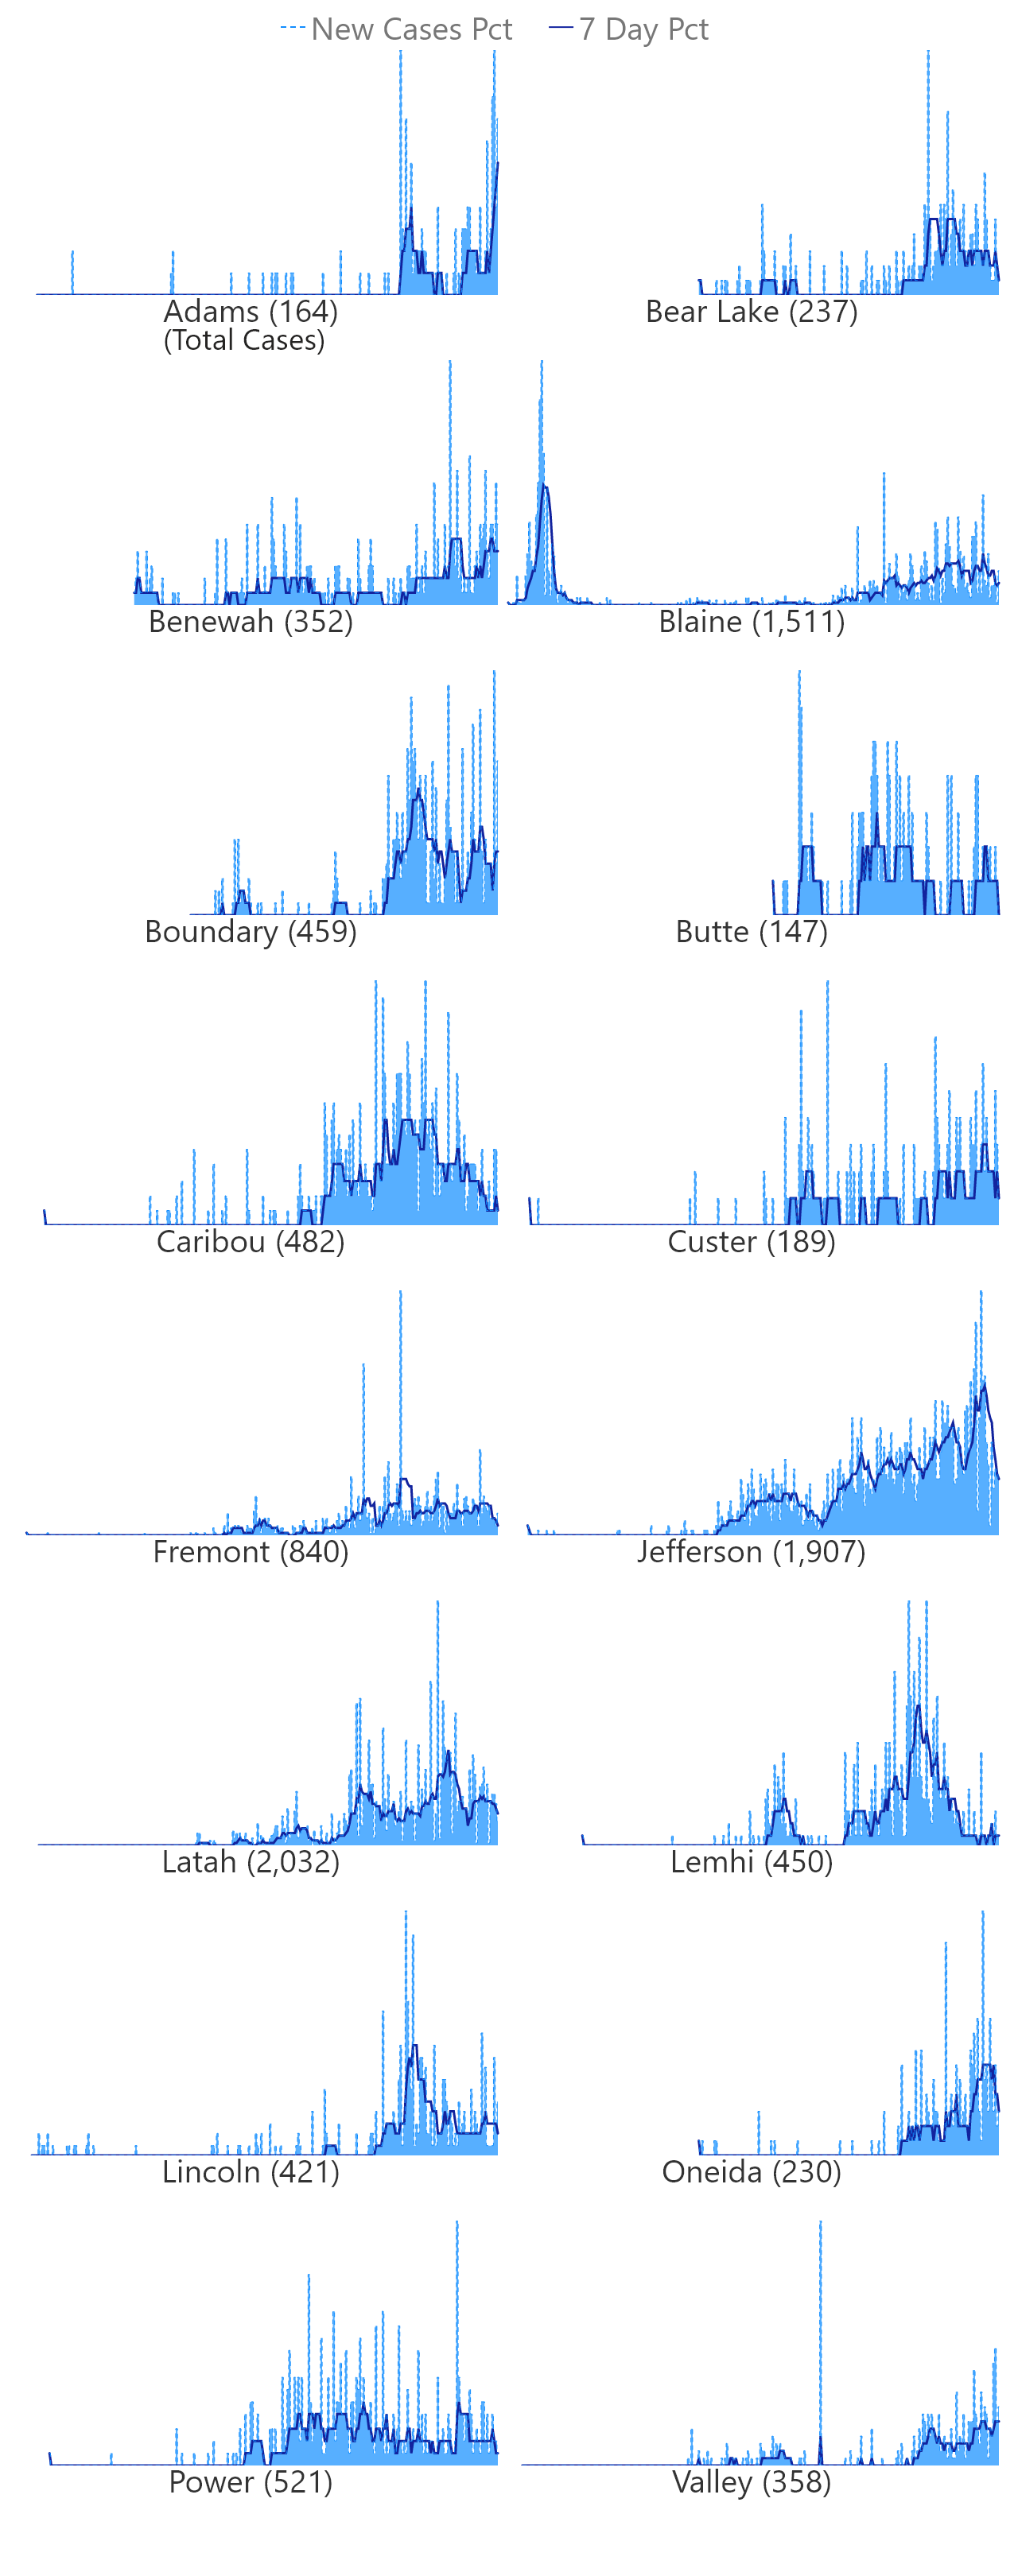 New Cases Pct 7 Day Pct
Adams (164) Bear Lake (237)
(Total Cases)
Benewah (352) Blaine (1,511)
Boundary (459) Butte (147)
Caribou (482) Custer (189)
Fremont (840) Jefferson (1,907)
Latah (2,032) Lemhi (450)
Lincoln (421) Oneida (230)
Power (521) Valley (358)